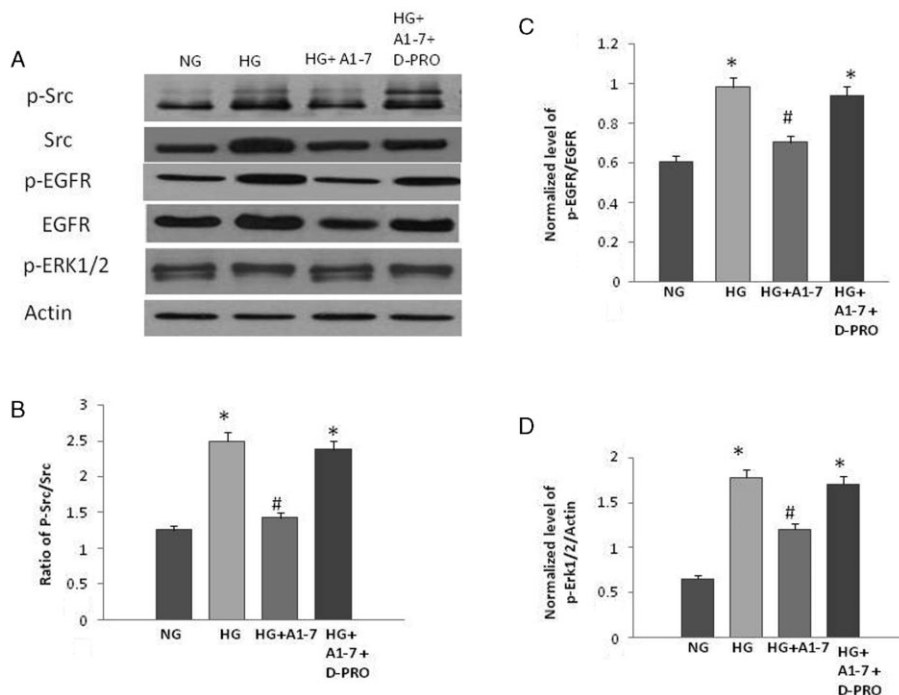 A
NG HG HG+ A1-7 HG+
A1-7+
D-PRO
p-Src
Src
p-EGFR
EGFR
p-ERK1/2
Actin
B
Ratio of P-Src/Src
3
2.5
2
1.5
1
0.5
0
*
#
*
NG HG HG+A1-7 HG+
A1-7 +
D-PRO
C
Normalized level of
p-EGFR/EGFR
1.2
1
0.8
0.6
0.4
0.2
0
*
#
*
NG HG HG+A1-7 HG+
A1-7 +
D-PRO
D
Normalized level of
p-Erk1/2/Actin
2
1.5
1
0.5
0
*
#
*
NG HG HG+A1-7 HG+
A1-7 +
D-PRO